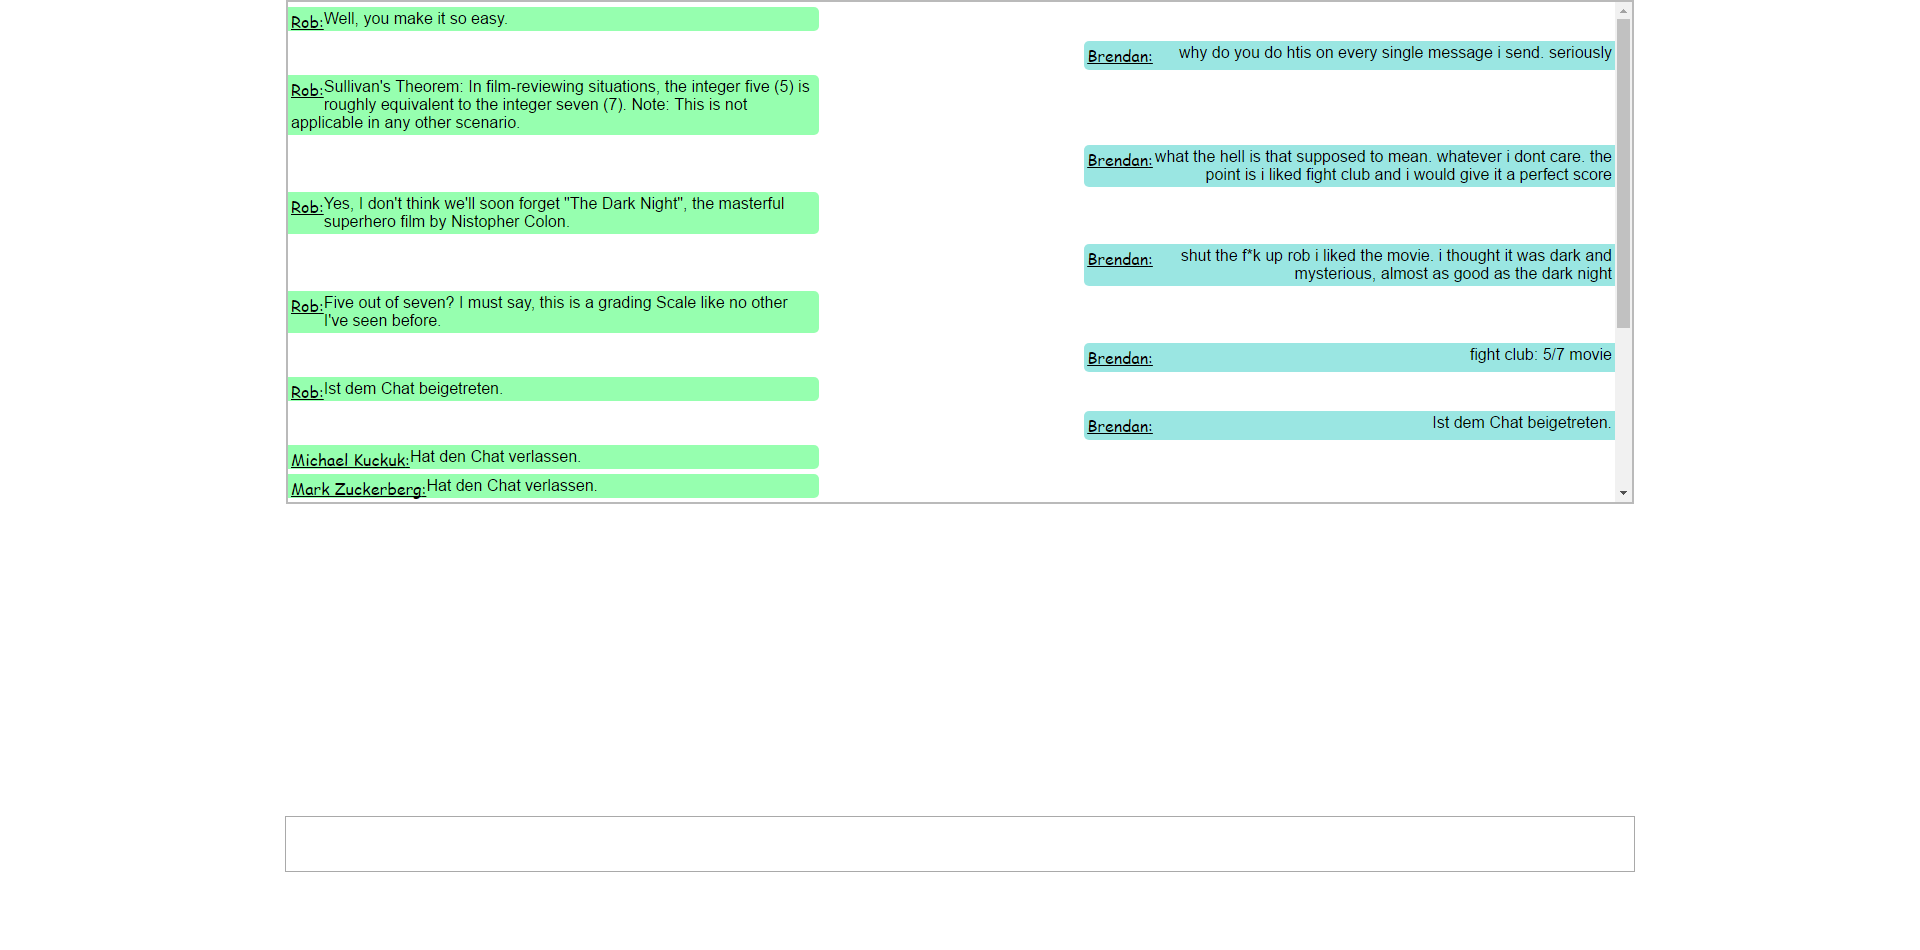 Rob:Well, you make it so easy.
Brendan: why do you do htis on every single message i send. seriously
Rob:Sullivan's Theorem: In film-reviewing situations, the integer five (5) is
roughly equivalent to the integer seven (7). Note: This is not
applicable in any other scenario.
Brendan: what the hell is that supposed to mean. whatever i dont care. the
point is i liked fight club and i would give it a perfect score
Rob:Yes, I don't think we'll soon forget "The Dark Night", the masterful
superhero film by Nistopher Colon.
Brendan: shut the f*k up rob i liked the movie. i thought it was dark and
mysterious, almost as good as the dark night
Rob:Five out of seven? I must say, this is a grading Scale like no other
I've seen before.
Brendan: fight club: 5/7 movie
Rob:Ist dem Chat beigetreten.
Brendan: Ist dem Chat beigetreten.
Michael Kuckuk:Hat den Chat verlassen.
Mark Zuckerberg:Hat den Chat verlassen.